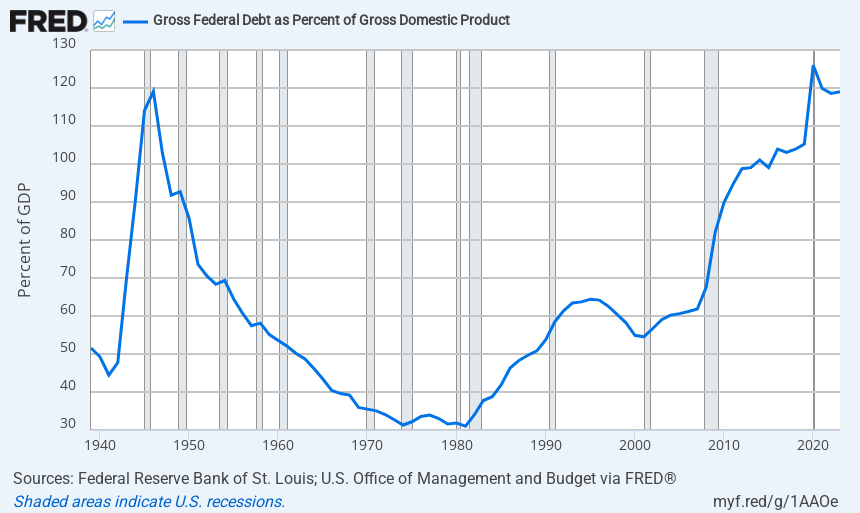 FRED Gross Federal Debt as Percent of Gross Domestic Product
130
120
110
100
90
80
70
60
50
40
30
Percent of GDP
1940 1950 1960 1970 1980 1990 2000 2010 2020
Sources: Federal Reserve Bank of St. Louis; U.S. Office of Management and Budget via FRED®
Shaded areas indicate U.S. recessions. myf.red/g/1AAOe